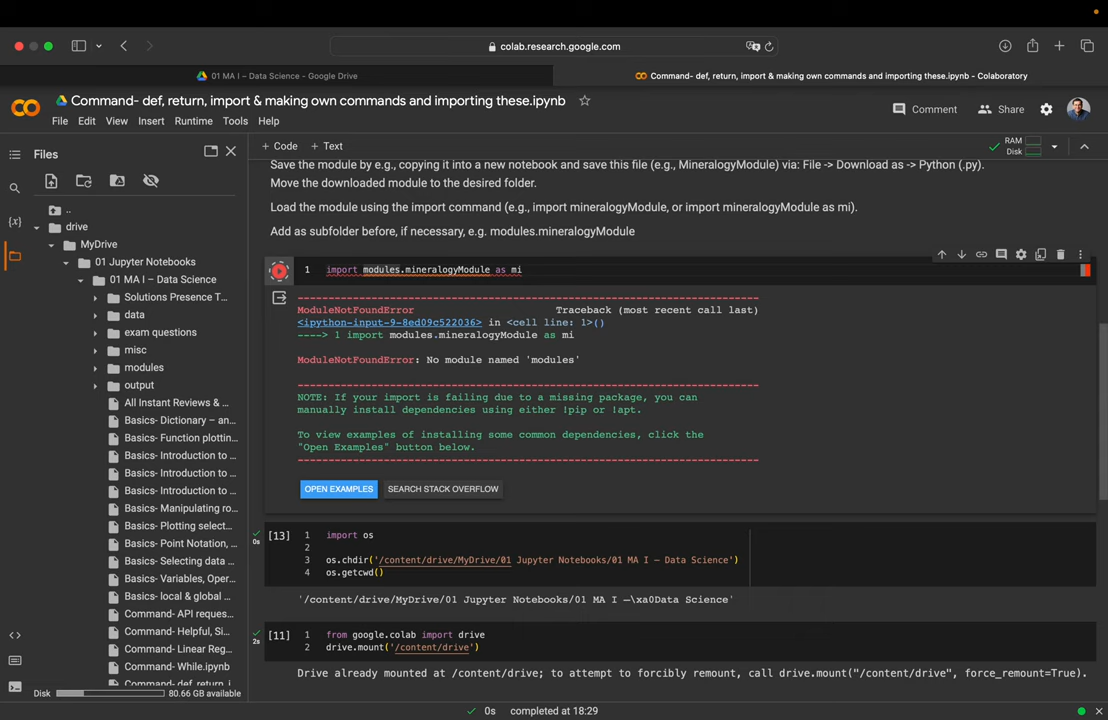 colab.research.google.com
01 MA I – Data Science - Google Drive
Command- def, return, import & making own commands and importing these.ipynb - Colaboratory
Command- def, return, import & making own commands and importing these.ipynb
File Edit View Insert Runtime Tools Help
Comment
Share
Files
+ Code + Text
RAM
Disk
..
drive
MyDrive
01 Jupyter Notebooks
01 MA I – Data Science
Solutions Presence T...
data
exam questions
misc
modules
output
All Instant Reviews & ...
Basics- Dictionary – an...
Basics- Function plottin...
Basics- Introduction to ...
Basics- Introduction to ...
Basics- Introduction to ...
Basics- Manipulating ro...
Basics- Plotting select...
Basics- Point Notation, ...
Basics- Selecting data ...
Basics- Variables, Oper...
Basics- local & global ...
Command- API reques...
Command- Helpful, Si...
Command- Linear Reg...
Command- While.ipynb
Command- def, return, i...
Disk
80.66 GB available
Save the module by e.g., copying it into a new notebook and save this file (e.g., MineralogyModule) via: File -> Download as -> Python (.py).
Move the downloaded module to the desired folder.
Load the module using the import command (e.g., import mineralogyModule, or import mineralogyModule as mi).
Add as subfolder before, if necessary, e.g. modules.mineralogyModule
1 import modules.mineralogyModule as mi
---------------------------------------------------------------------------
ModuleNotFoundError Traceback (most recent call last)
<ipython-input-9-8ed09c522036> in <cell line: 1>()
----> 1 import modules.mineralogyModule as mi
ModuleNotFoundError: No module named 'modules'
---------------------------------------------------------------------------
NOTE: If your import is failing due to a missing package, you can
manually install dependencies using either !pip or !apt.
To view examples of installing some common dependencies, click the
"Open Examples" button below.
---------------------------------------------------------------------------
OPEN EXAMPLES SEARCH STACK OVERFLOW
[13] 1 import os
0s 2
3 os.chdir('/content/drive/MyDrive/01 Jupyter Notebooks/01 MA I – Data Science')
4 os.getcwd()
'/content/drive/MyDrive/01 Jupyter Notebooks/01 MA I –\xa0Data Science'
[11] 1 from google.colab import drive
2s 2 drive.mount('/content/drive')
Drive already mounted at /content/drive; to attempt to forcibly remount, call drive.mount("/content/drive", force_remount=True).
0s completed at 18:29